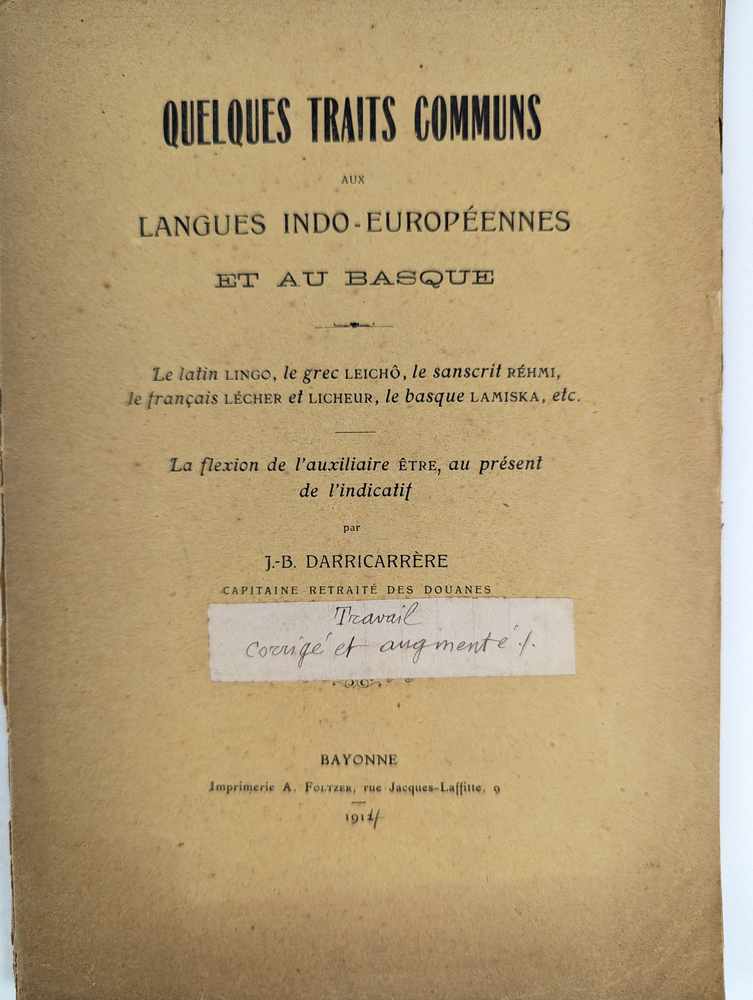 QUELQUES TRAITS COMMUNS
AUX
LANGUES INDO-EUROPÉENNES
ET AU BASQUE
Le latin LINGO, le grec LEICHÔ, le sanscrit RÉHMI,
le français LÉCHER et LICHEUR, le basque LAMISKA, etc.
La flexion de l'auxiliaire ÊTRE, au présent
de l'indicatif
par
J.-B. DARRICARRÈRE
CAPITAINE RETRAITÉ DES DOUANES
Travail
corrigé et augmenté ./.
BAYONNE
Imprimerie A. FOLTZER, rue Jacques-Laffitte, 9
1914